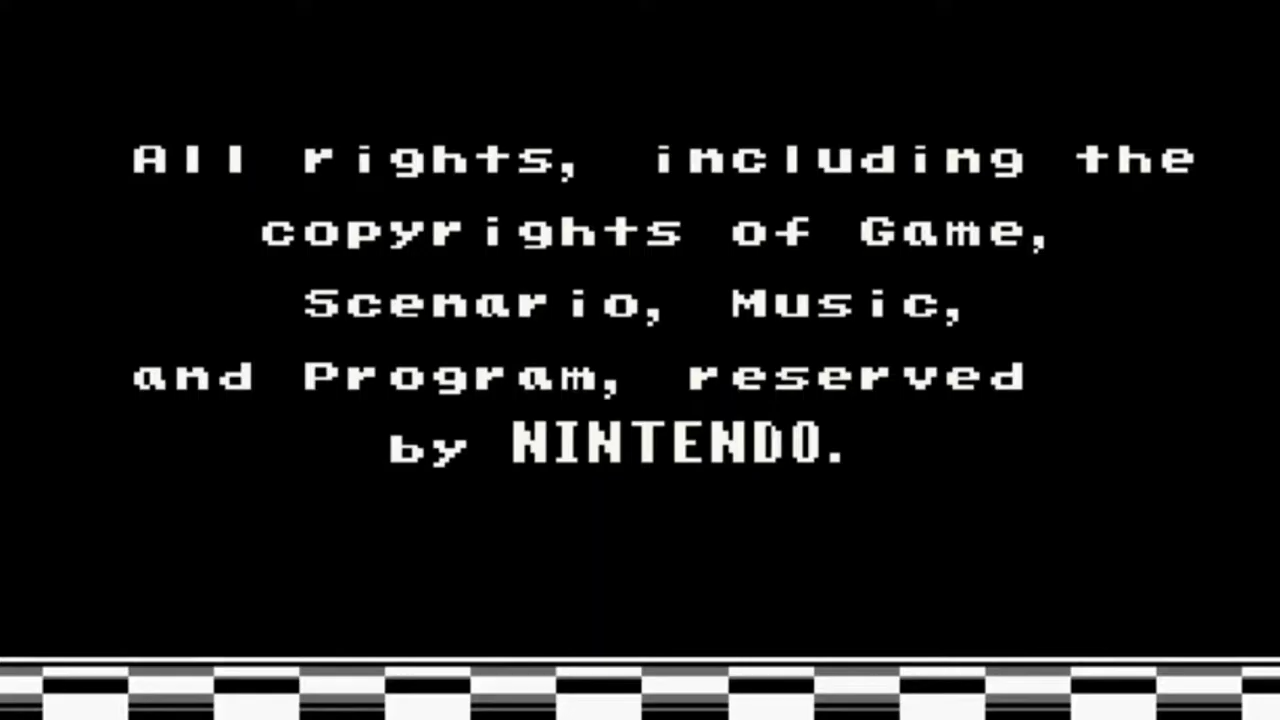 All rights, including the
copyrights of Game,
Scenario, Music,
and Program, reserved
by NINTENDO.